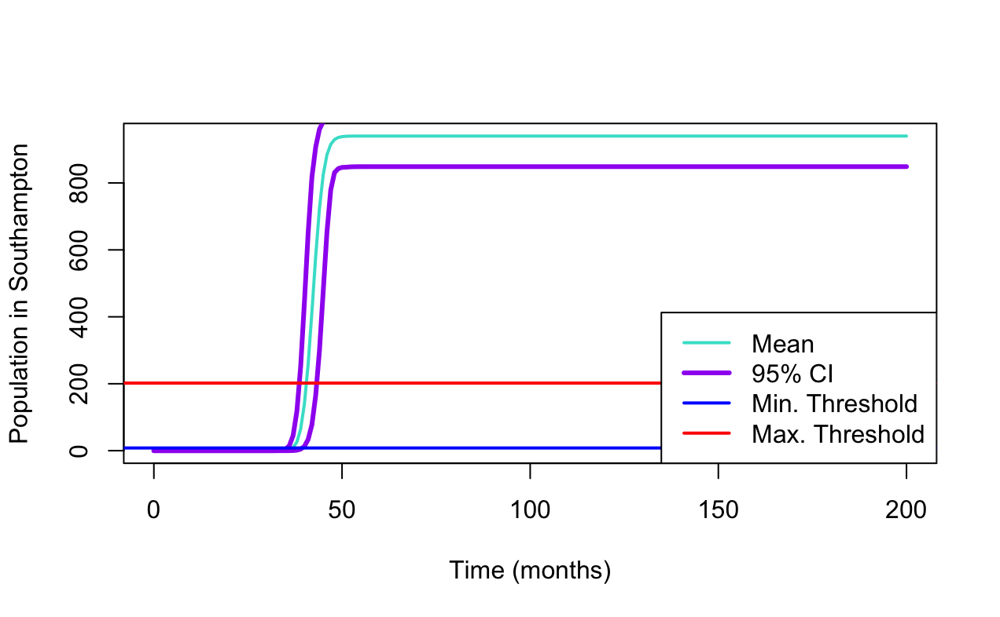 Population in Southampton
800
600
400
200
0
0 50 100 150 200
Time (months)
Mean
95% CI
Min. Threshold
Max. Threshold